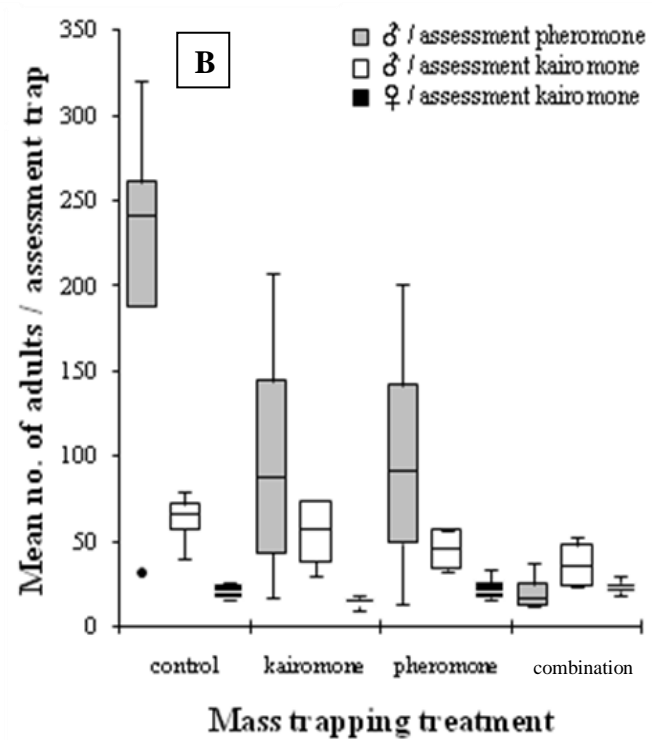 B
♂ / assessment pheromone
♂ / assessment kairomone
♀ / assessment kairomone
Mean no. of adults / assessment trap
350
300
250
200
150
100
50
0
control kairomone pheromone combination
Mass trapping treatment